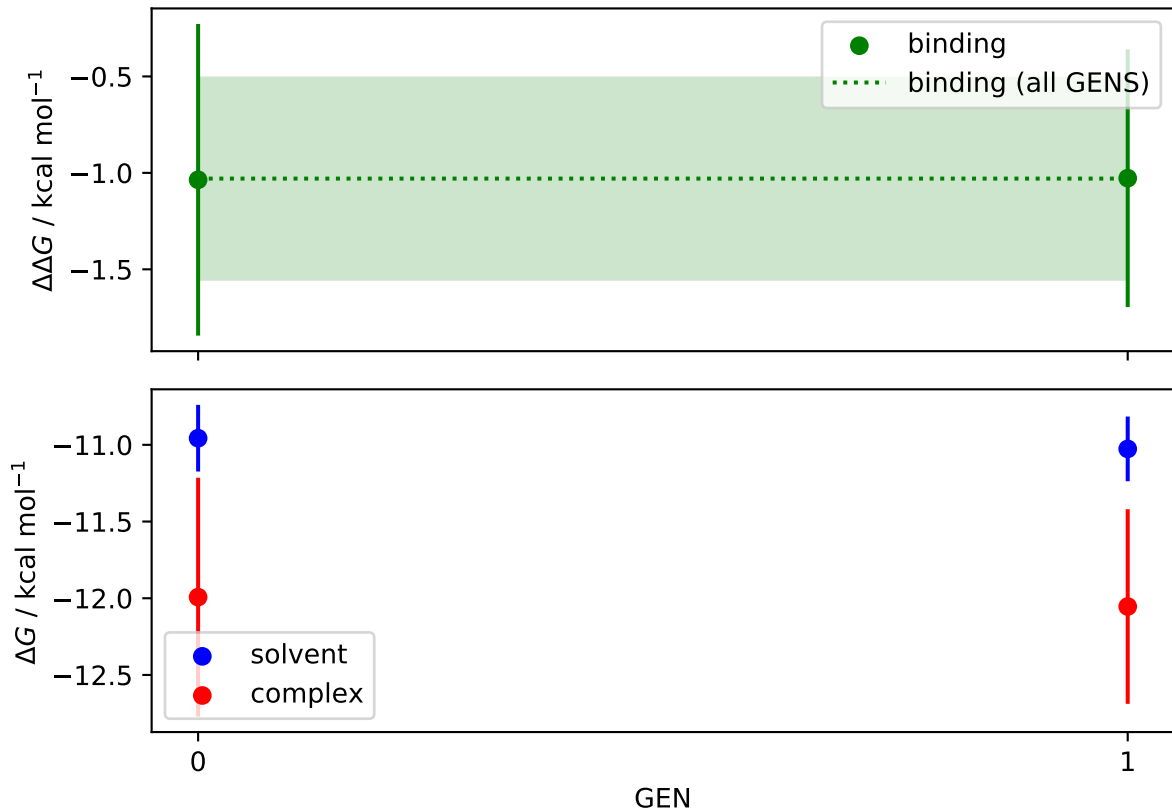 binding
binding (all GENS)
−0.5
−1.0
−1.5
ΔΔG / kcal mol⁻¹
−11.0
−11.5
−12.0
−12.5
ΔG / kcal mol⁻¹
solvent
complex
0
1
GEN